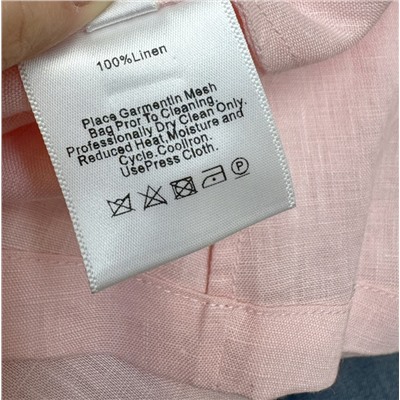 100%Linen
Place GarmentIn Mesh
Bag Pror To Cleaning.
Professionally Dry Clean Only.
Reduced Heat, Moisture and
Cycle. CoolIron.
UsePress Cloth.
P